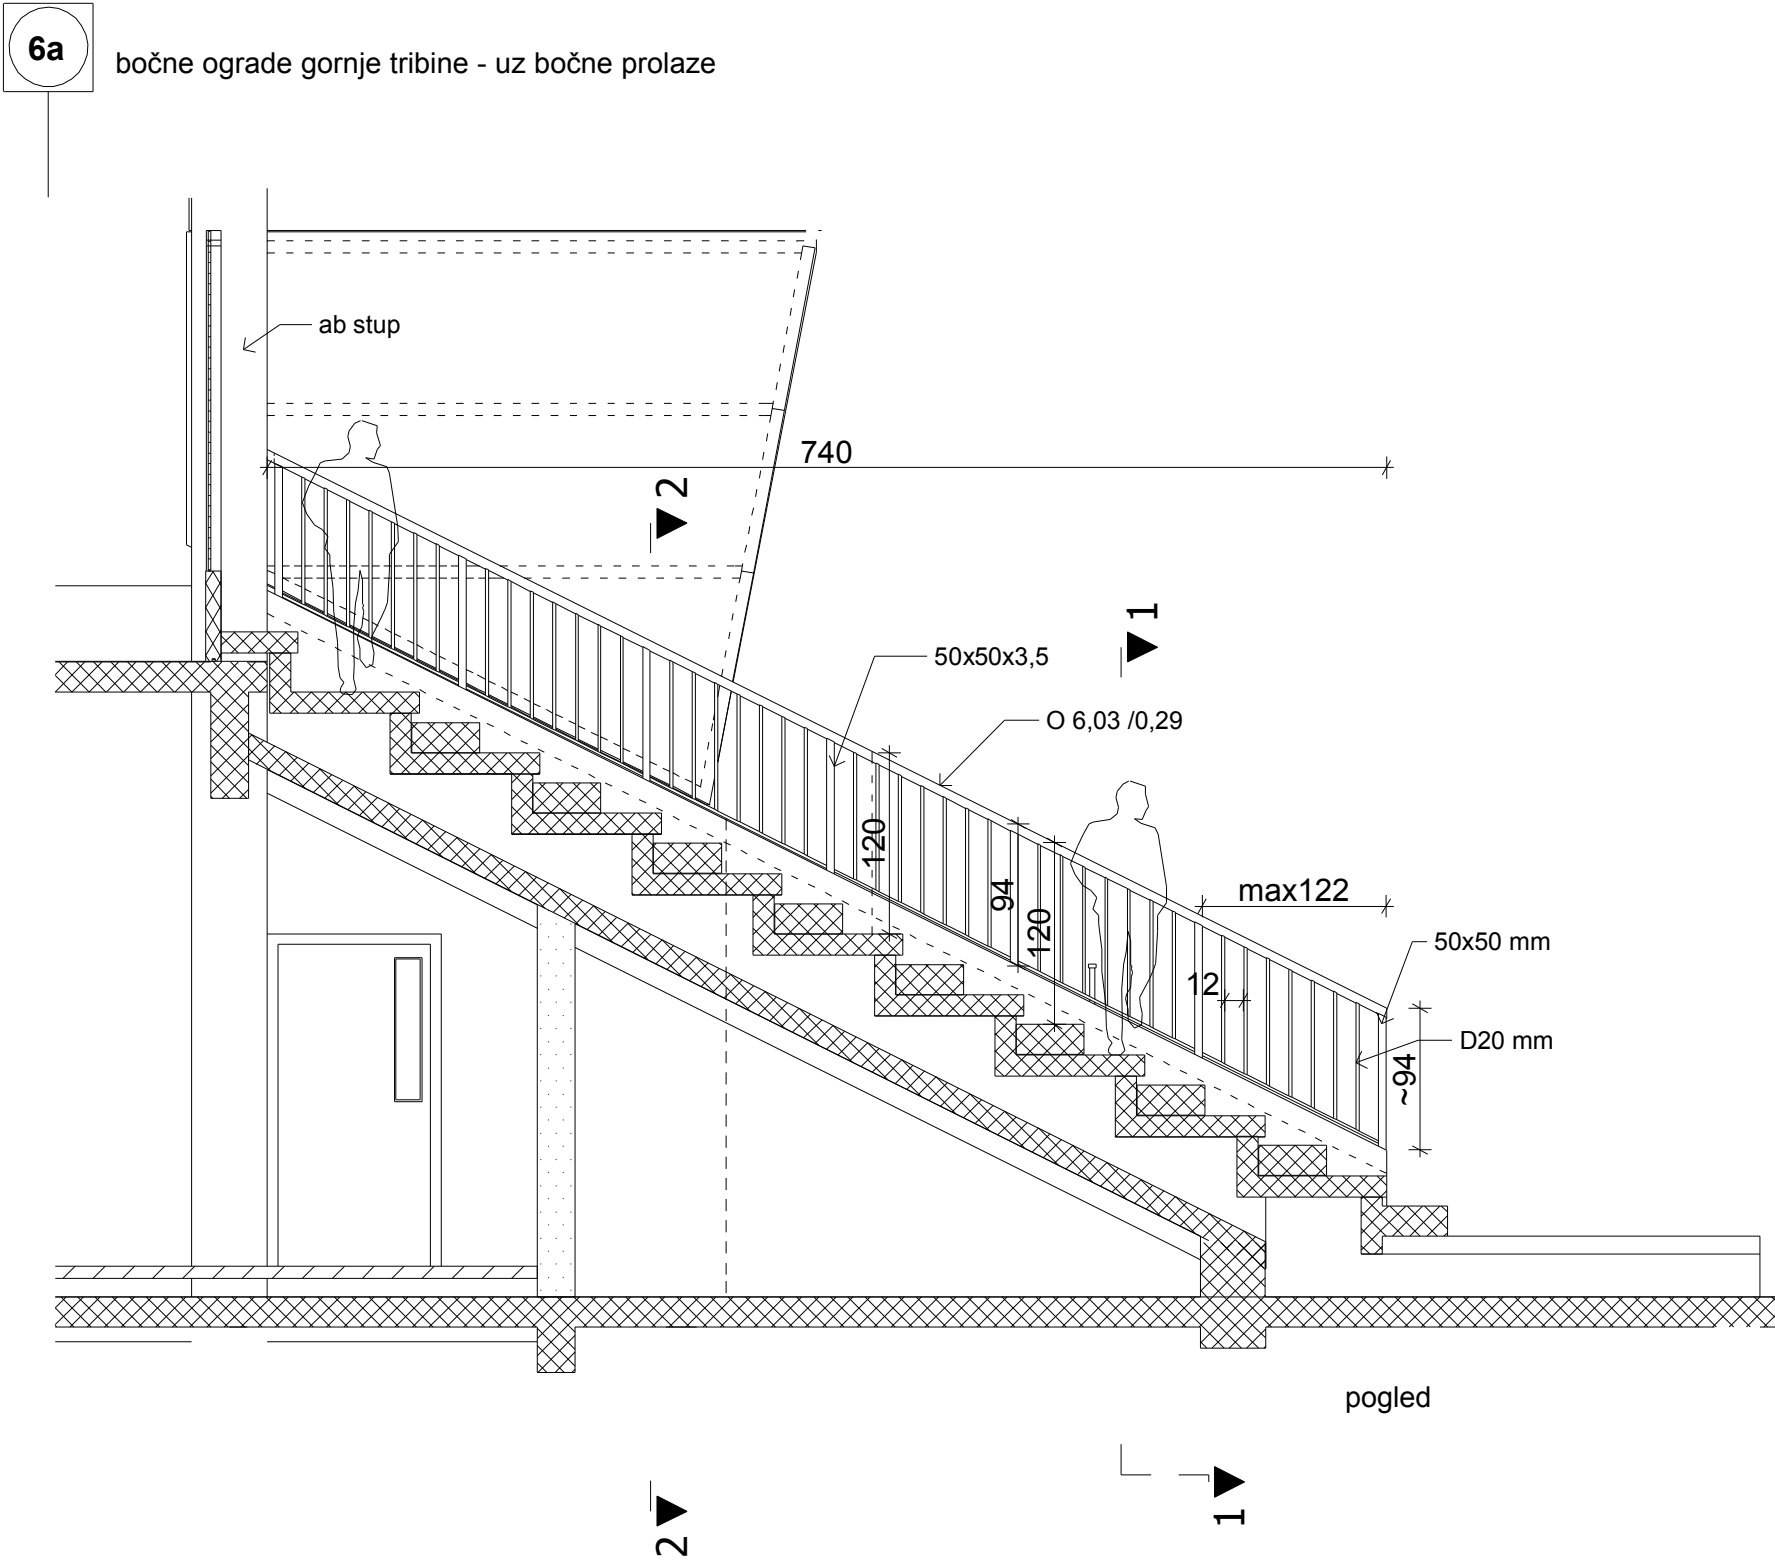 6a
bočne ograde gornje tribine - uz bočne prolaze
ab stup
740
2
1
50x50x3,5
O 6,03 /0,29
120
94
120
max122
50x50 mm
12
D20 mm
~94
pogled
1
2